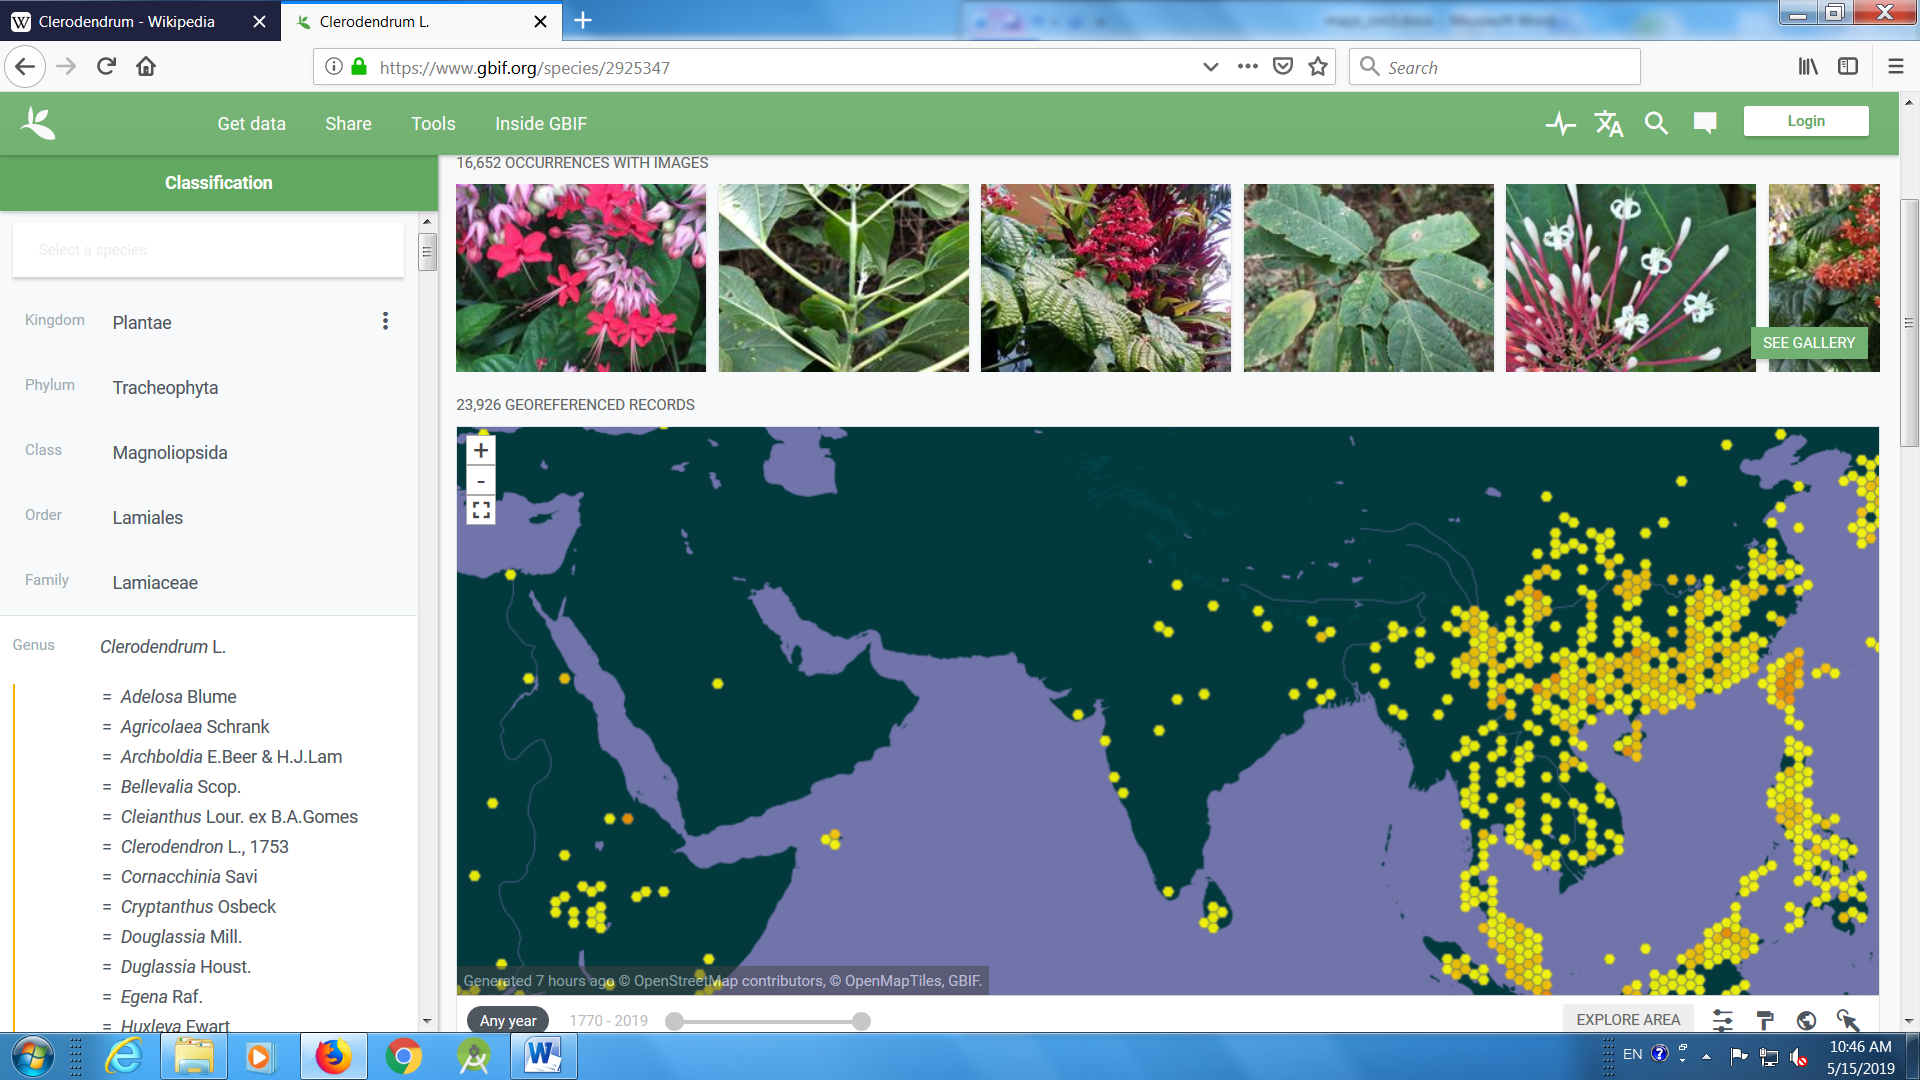 Clerodendrum - Wikipedia
Clerodendrum L.
https://www.gbif.org/species/2925347
Search
Get data Share Tools Inside GBIF
Login
Classification
Select a species
Kingdom Plantae
Phylum Tracheophyta
Class Magnoliopsida
Order Lamiales
Family Lamiaceae
Genus Clerodendrum L.
= Adelosa Blume
= Agricolaea Schrank
= Archboldia E.Beer & H.J.Lam
= Bellevalia Scop.
= Cleianthus Lour. ex B.A.Gomes
= Clerodendron L., 1753
= Cornacchinia Savi
= Cryptanthus Osbeck
= Douglassia Mill.
= Duglassia Houst.
= Egena Raf.
= Huxleya Ewart
16,652 OCCURRENCES WITH IMAGES
SEE GALLERY
23,926 GEOREFERENCED RECORDS
+
-
Generated 7 hours ago © OpenStreetMap contributors, © OpenMapTiles, GBIF.
Any year 1770 - 2019
EXPLORE AREA
EN
10:46 AM
5/15/2019